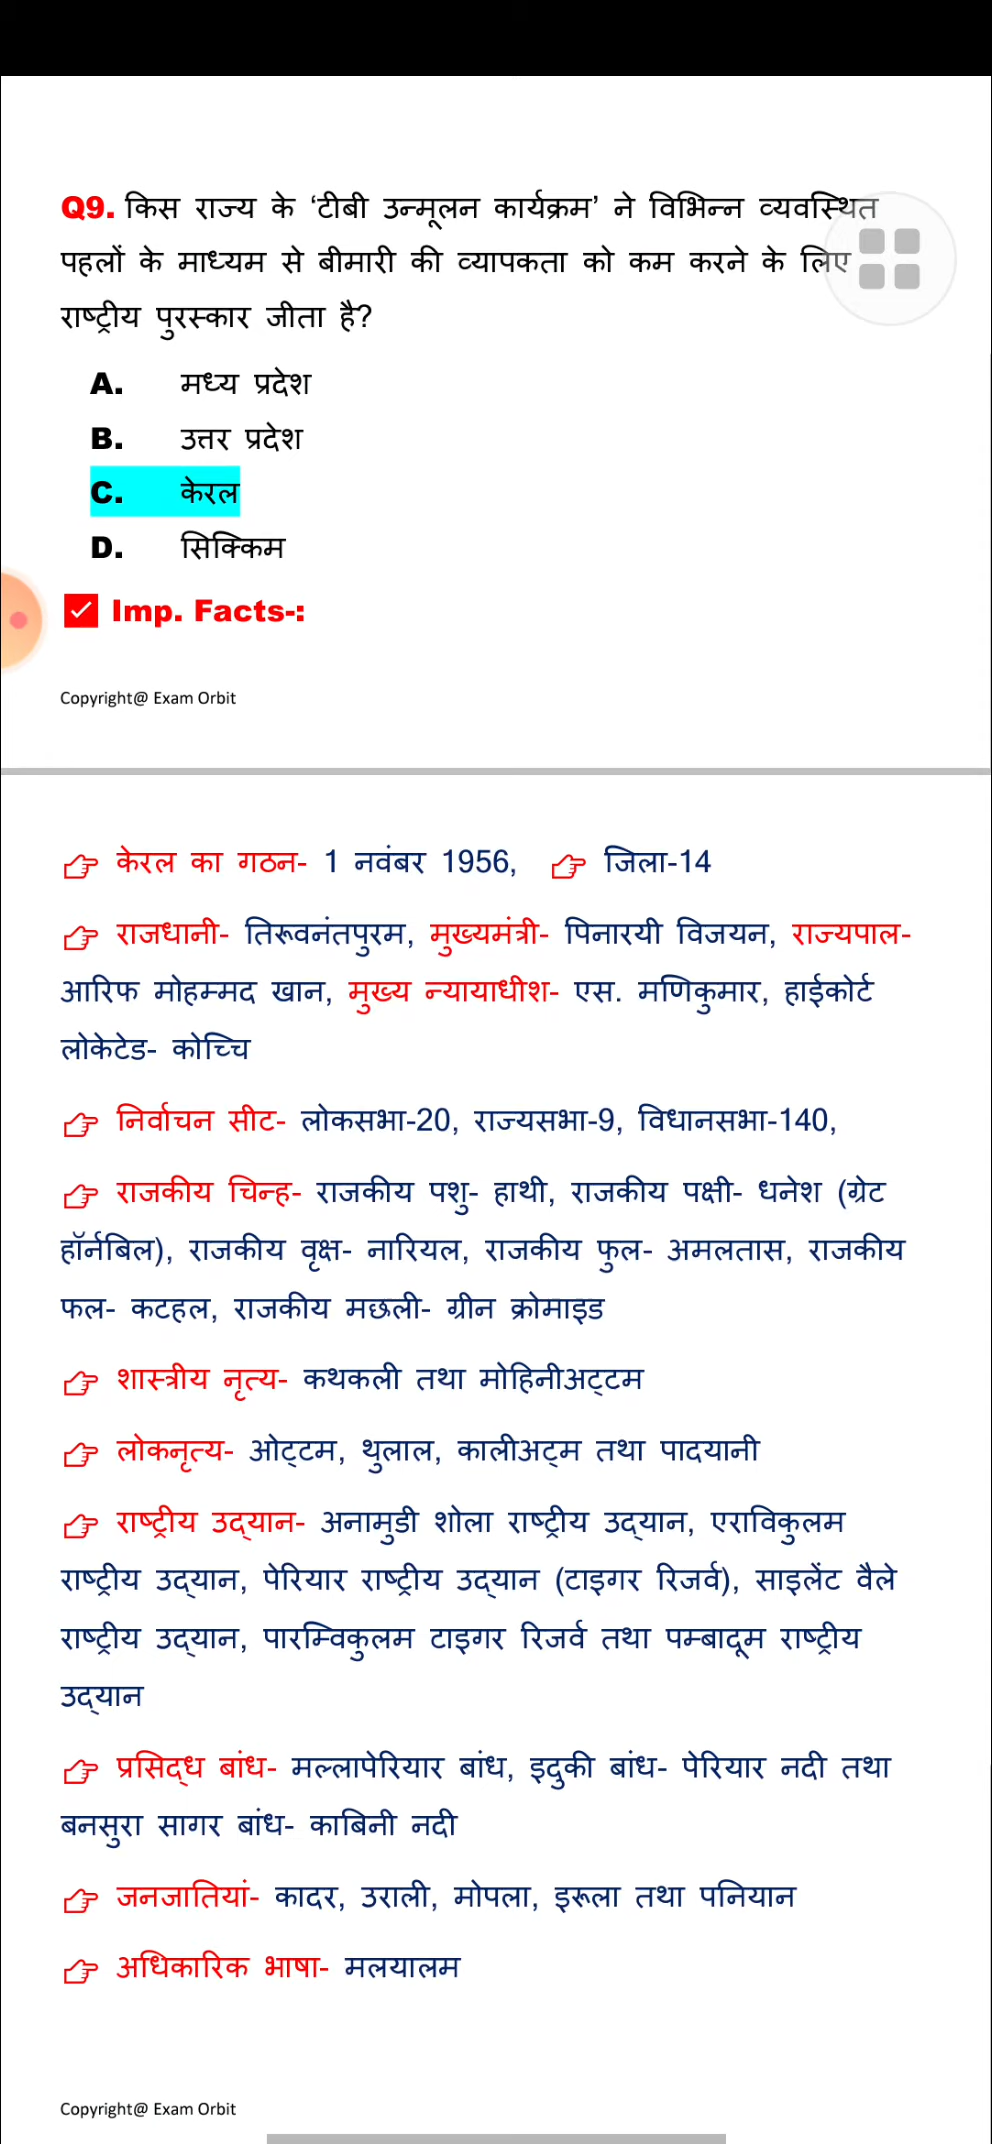 Q9. किस राज्य के ‘टीबी उन्मूलन कार्यक्रम’ ने विभिन्न व्यवस्थित
पहलों के माध्यम से बीमारी की व्यापकता को कम करने के लिए
राष्ट्रीय पुरस्कार जीता है?
A. मध्य प्रदेश
B. उत्तर प्रदेश
C. केरल
D. सिक्किम
Imp. Facts-:
Copyright@ Exam Orbit
केरल का गठन- 1 नवंबर 1956, जिला-14
राजधानी- तिरूवनंतपुरम, मुख्यमंत्री- पिनारयी विजयन, राज्यपाल-
आरिफ मोहम्मद खान, मुख्य न्यायाधीश- एस. मणिकुमार, हाईकोर्ट
लोकेटेड- कोच्चि
निर्वाचन सीट- लोकसभा-20, राज्यसभा-9, विधानसभा-140,
राजकीय चिन्ह- राजकीय पशु- हाथी, राजकीय पक्षी- धनेश (ग्रेट
हॉर्नबिल), राजकीय वृक्ष- नारियल, राजकीय फुल- अमलतास, राजकीय
फल- कटहल, राजकीय मछली- ग्रीन क्रोमाइड
शास्त्रीय नृत्य- कथकली तथा मोहिनीअट्टम
लोकनृत्य- ओट्टम, थुलाल, कालीअट्म तथा पादयानी
राष्ट्रीय उद्यान- अनामुडी शोला राष्ट्रीय उद्यान, एराविकुलम
राष्ट्रीय उद्यान, पेरियार राष्ट्रीय उद्यान (टाइगर रिजर्व), साइलेंट वैले
राष्ट्रीय उद्यान, पारम्विकुलम टाइगर रिजर्व तथा पम्बादूम राष्ट्रीय
उद्यान
प्रसिद्ध बांध- मल्लापेरियार बांध, इदुकी बांध- पेरियार नदी तथा
बनसुरा सागर बांध- काबिनी नदी
जनजातियां- कादर, उराली, मोपला, इरूला तथा पनियान
अधिकारिक भाषा- मलयालम
Copyright@ Exam Orbit